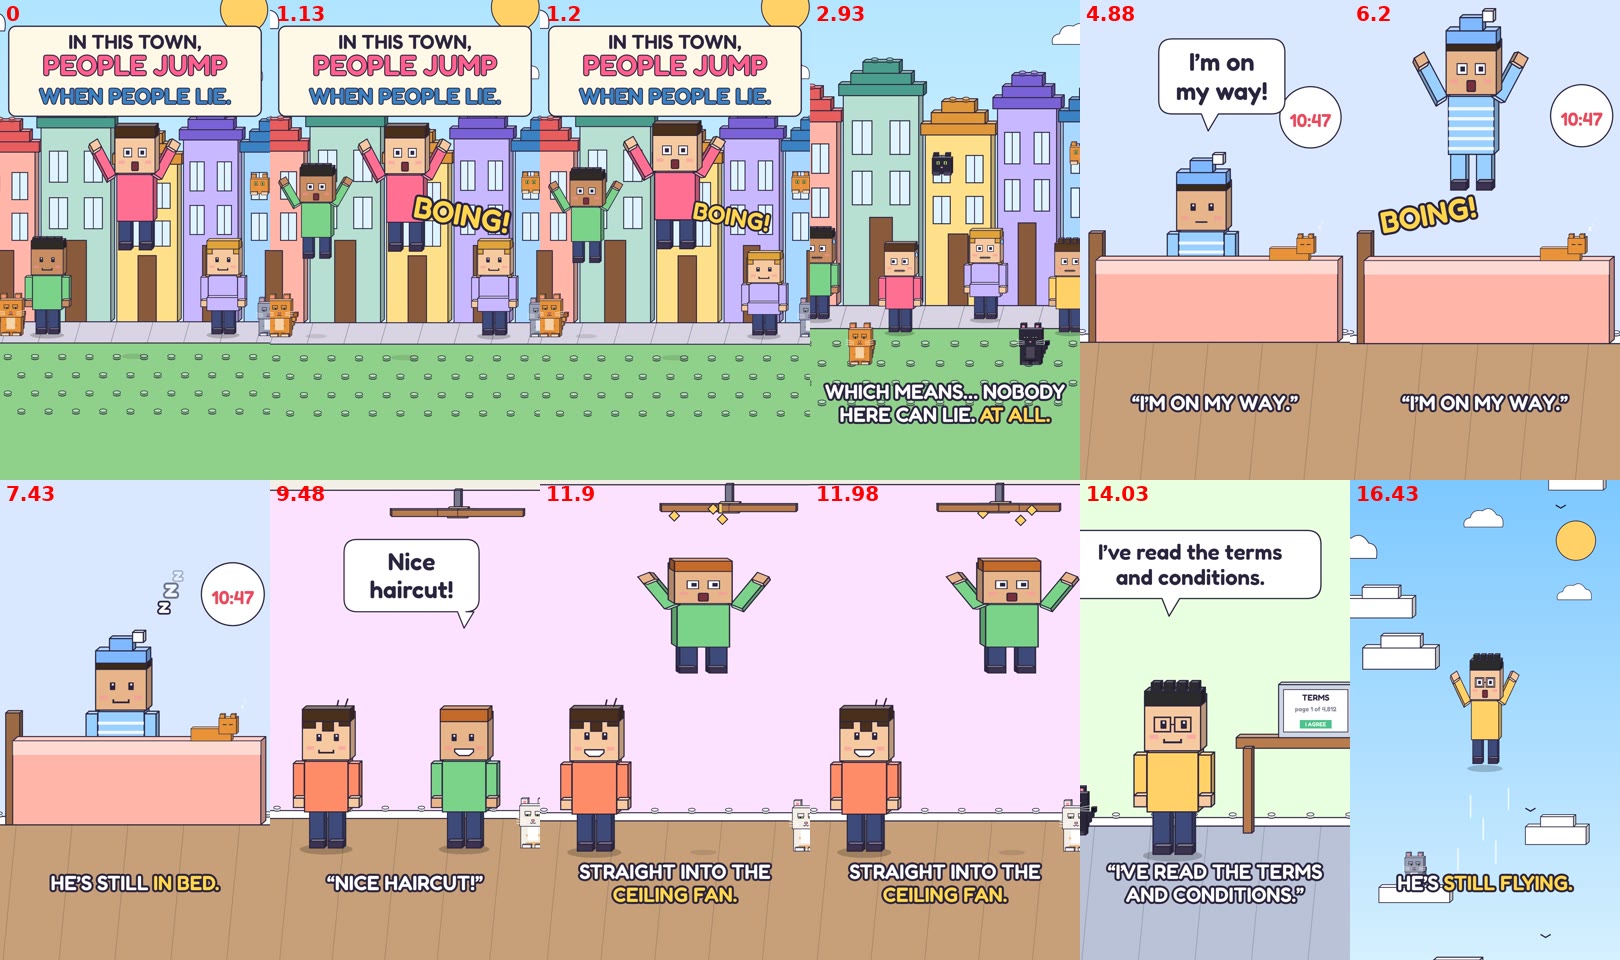 0
IN THIS TOWN,
PEOPLE JUMP
WHEN PEOPLE LIE.
1.13
IN THIS TOWN,
PEOPLE JUMP
WHEN PEOPLE LIE.
BOING!
1.2
IN THIS TOWN,
PEOPLE JUMP
WHEN PEOPLE LIE.
BOING!
2.93
WHICH MEANS... NOBODY
HERE CAN LIE. AT ALL.
4.88
I'm on
my way!
10:47
“I'M ON MY WAY.”
6.2
10:47
BOING!
“I'M ON MY WAY.”
7.43
z
z
z
10:47
HE'S STILL IN BED.
9.48
Nice
haircut!
“NICE HAIRCUT!”
11.9
STRAIGHT INTO THE
CEILING FAN.
11.98
STRAIGHT INTO THE
CEILING FAN.
14.03
I've read the terms
and conditions.
TERMS
page 1 of 4,812
I AGREE
“I'VE READ THE TERMS
AND CONDITIONS.”
16.43
HE'S STILL FLYING.